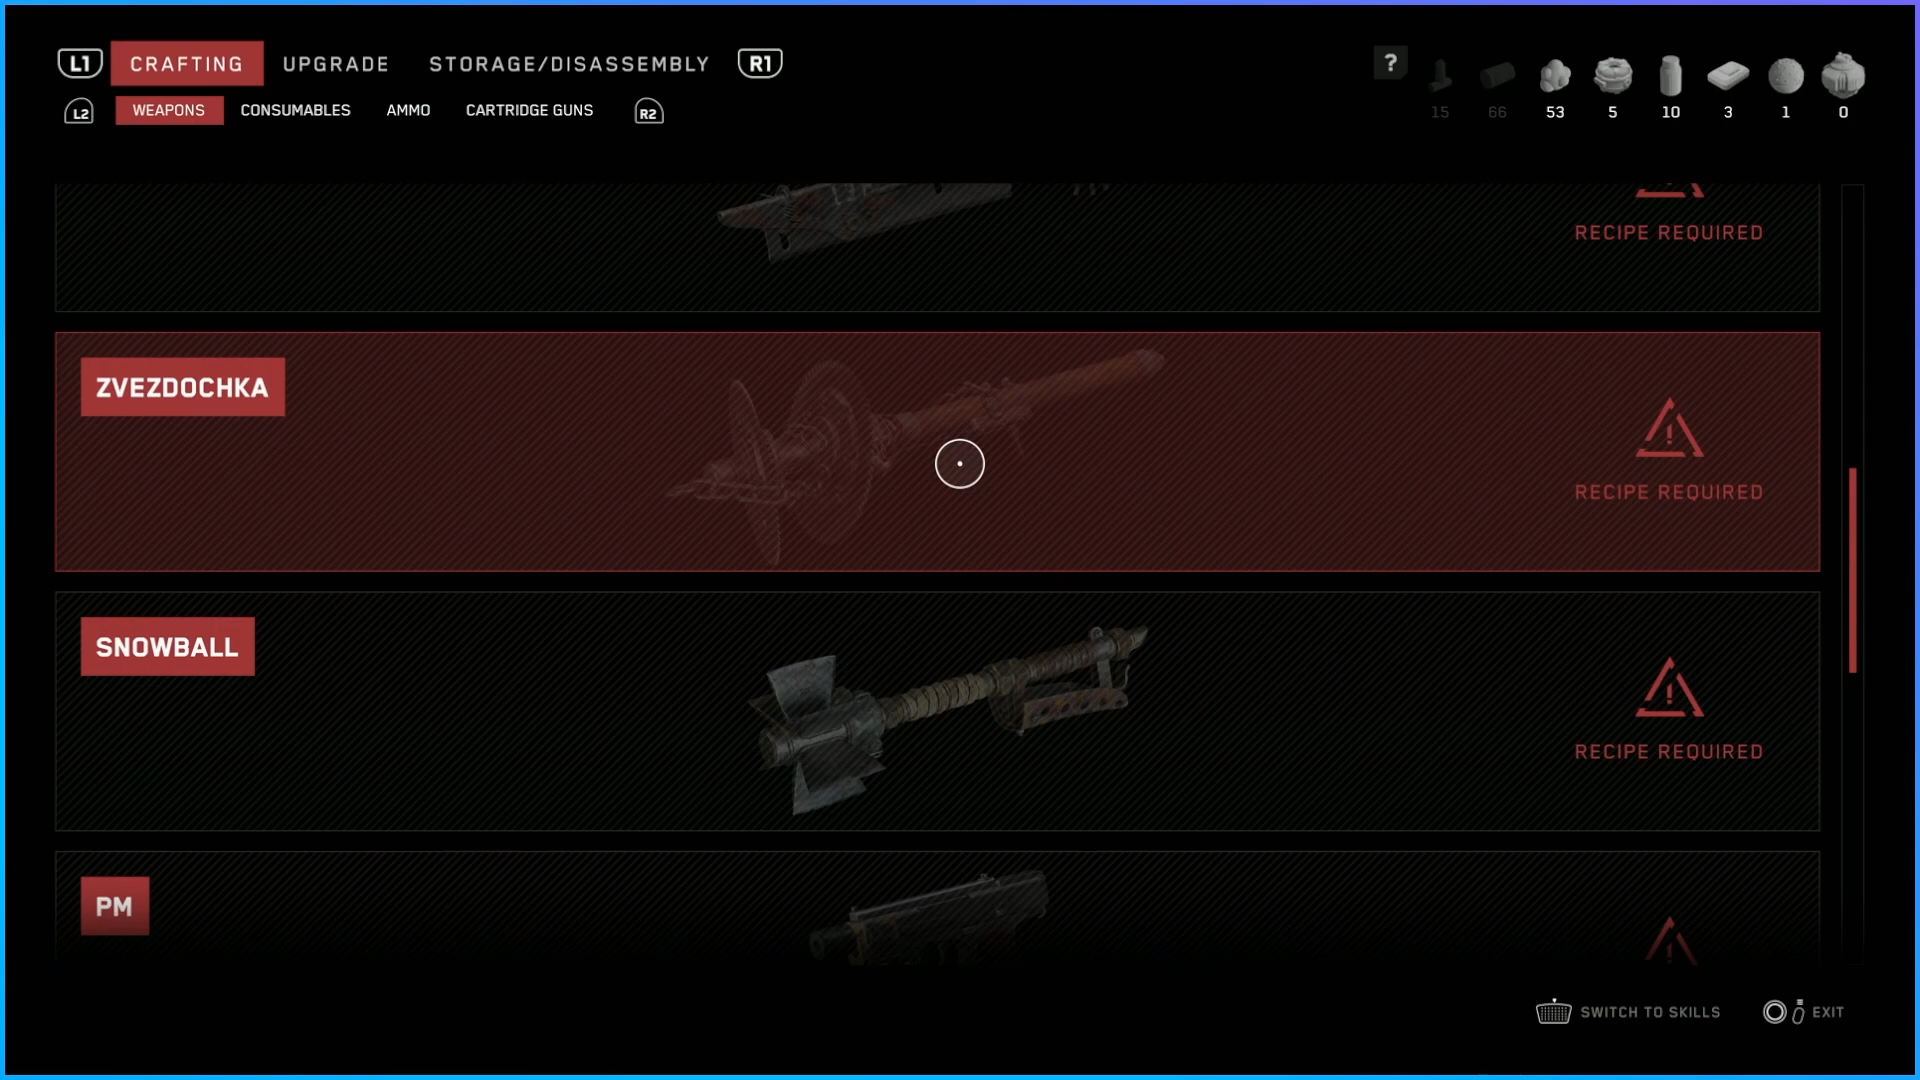 L1 CRAFTING UPGRADE STORAGE/DISASSEMBLY R1 ?
L2 WEAPONS CONSUMABLES AMMO CARTRIDGE GUNS R2
15 66 53 5 10 3 1 0
RECIPE REQUIRED
ZVEZDOCHKA
RECIPE REQUIRED
SNOWBALL
RECIPE REQUIRED
PM
SWITCH TO SKILLS EXIT